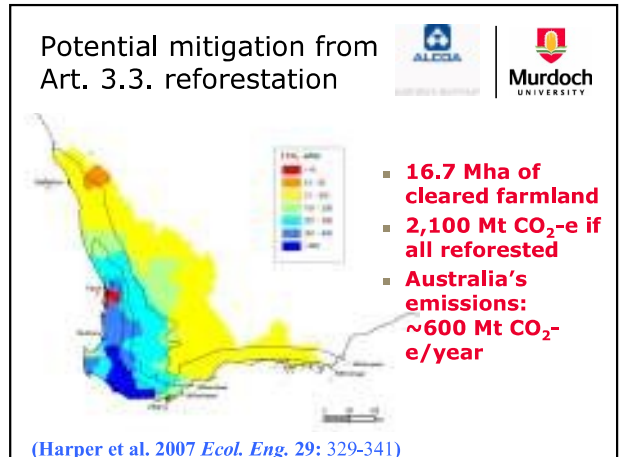 Potential mitigation from
Art. 3.3. reforestation
ALCOA
Murdoch
UNIVERSITY
16.7 Mha of
cleared farmland
2,100 Mt CO₂-e if
all reforested
Australia's
emissions:
~600 Mt CO₂-
e/year
(Harper et al. 2007 Ecol. Eng. 29: 329-341)